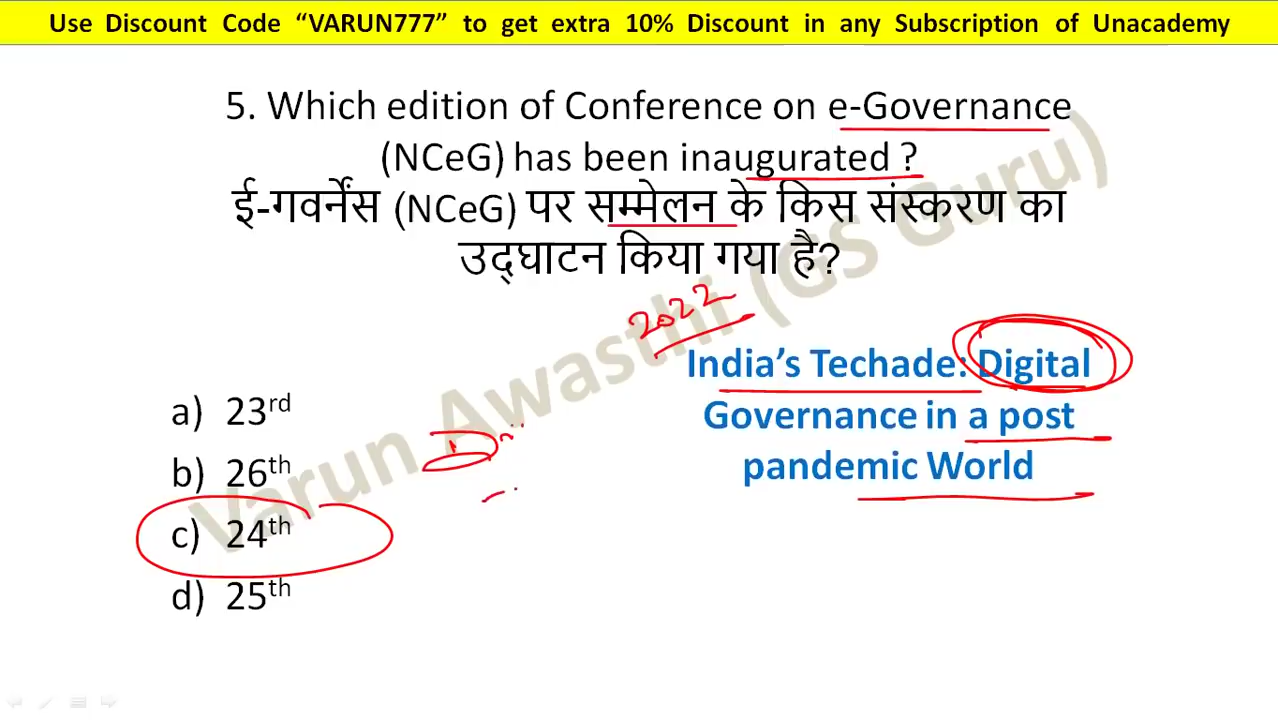 Use Discount Code “VARUN777” to get extra 10% Discount in any Subscription of Unacademy
5. Which edition of Conference on e-Governance
(NCeG) has been inaugurated ?
ई-गवर्नेंस (NCeG) पर सम्मेलन के किस संस्करण का
उद्घाटन किया गया है?
2022
India’s Techade: Digital
Governance in a post
pandemic World
a) 23rd
b) 26th
c) 24th
d) 25th
Varun Awasthi (GS Guru)